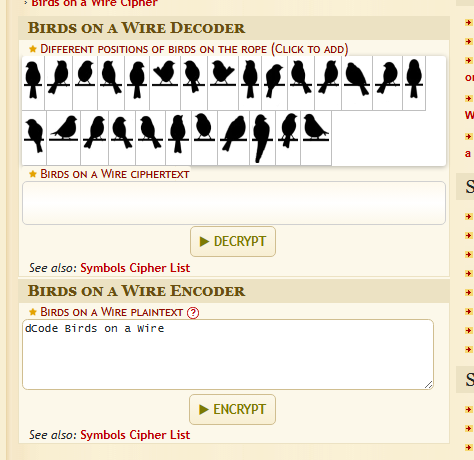 › Birds on a Wire Cipher
Birds on a Wire Decoder
★ Different positions of birds on the rope (Click to add)
★ Birds on a Wire ciphertext
▶ DECRYPT
See also: Symbols Cipher List
Birds on a Wire Encoder
★ Birds on a Wire plaintext ?
dCode Birds on a Wire
▶ ENCRYPT
See also: Symbols Cipher List